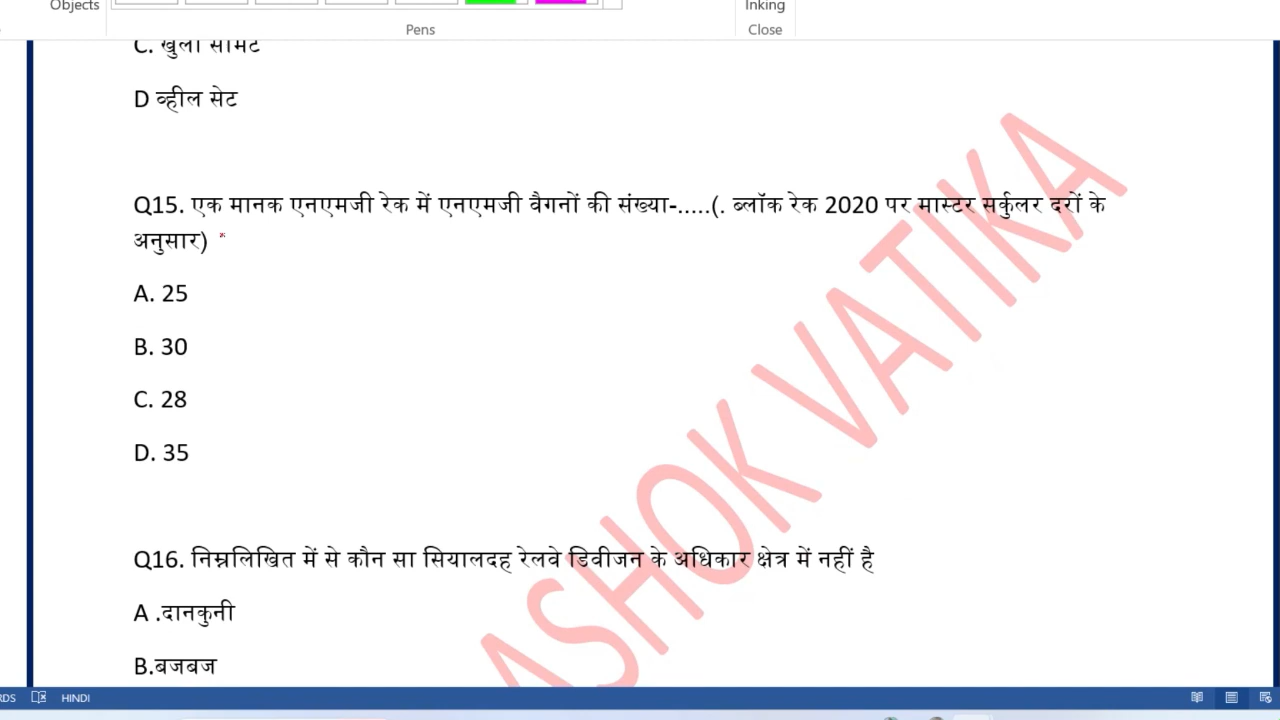 Objects
Pens
Inking
Close
C. खुली सीमेंट
D व्हील सेट
Q15. एक मानक एनएमजी रेक में एनएमजी वैगनों की संख्या-.....(. ब्लॉक रेक 2020 पर मास्टर सर्कुलर दरों के
अनुसार) *
A. 25
B. 30
C. 28
D. 35
Q16. निम्नलिखित में से कौन सा सियालदह रेलवे डिवीजन के अधिकार क्षेत्र में नहीं है
A .दानकुनी
B.बजबज
ASHOK VATIKA
RDS
HINDI